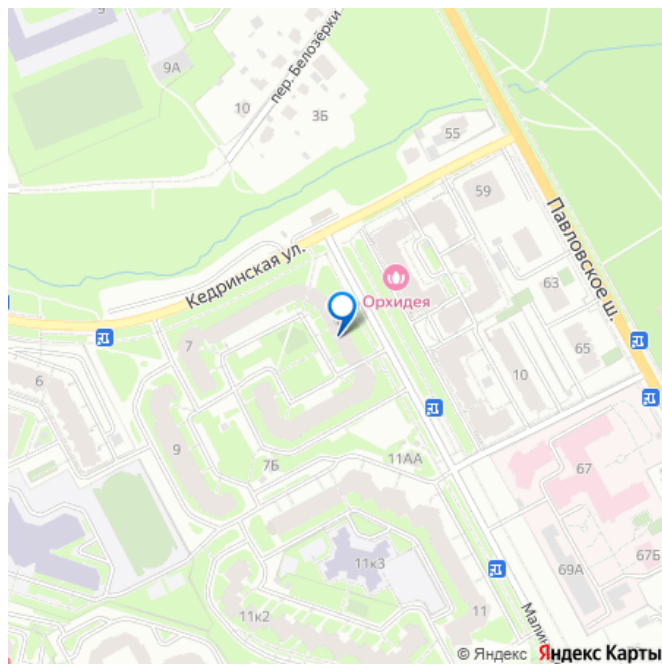 9А
пер. Белозёрки
10
3Б
55
59
Павловское ш.
Кедринская ул.
Орхидея
63
7
65
6
10
9
7Б
11АА
67
11к3
69А
67Б
11к2
11
Малин
© Яндекс Яндекс Карты